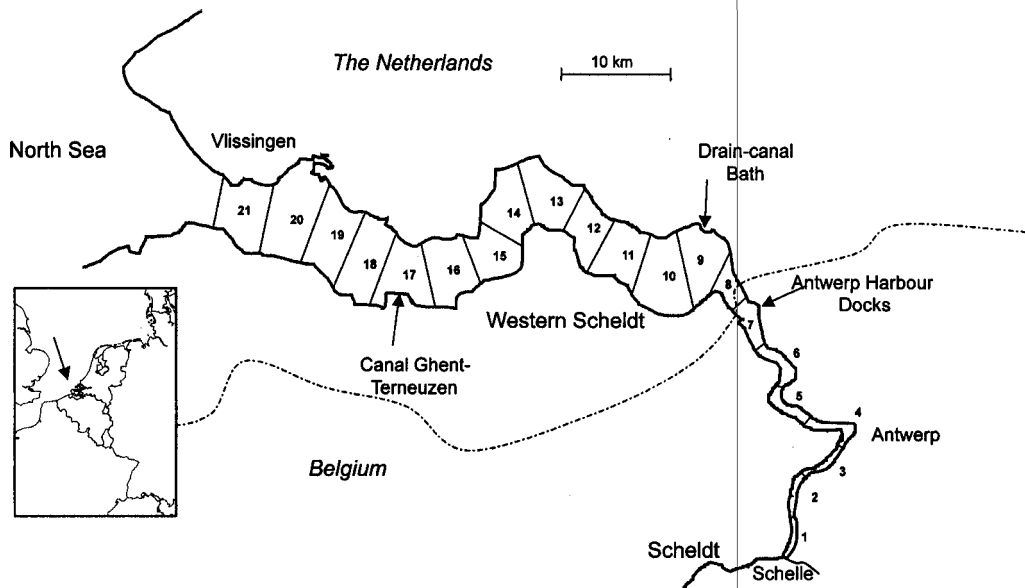 The Netherlands
10 km
North Sea
Vlissingen
Drain-canal
Bath
21
20
19
18
17
16
15
14
13
12
11
10
9
8
7
6
5
4
3
2
1
Antwerp Harbour
Docks
Western Scheldt
Canal Ghent-
Terneuzen
Antwerp
Belgium
Scheldt
Schelle